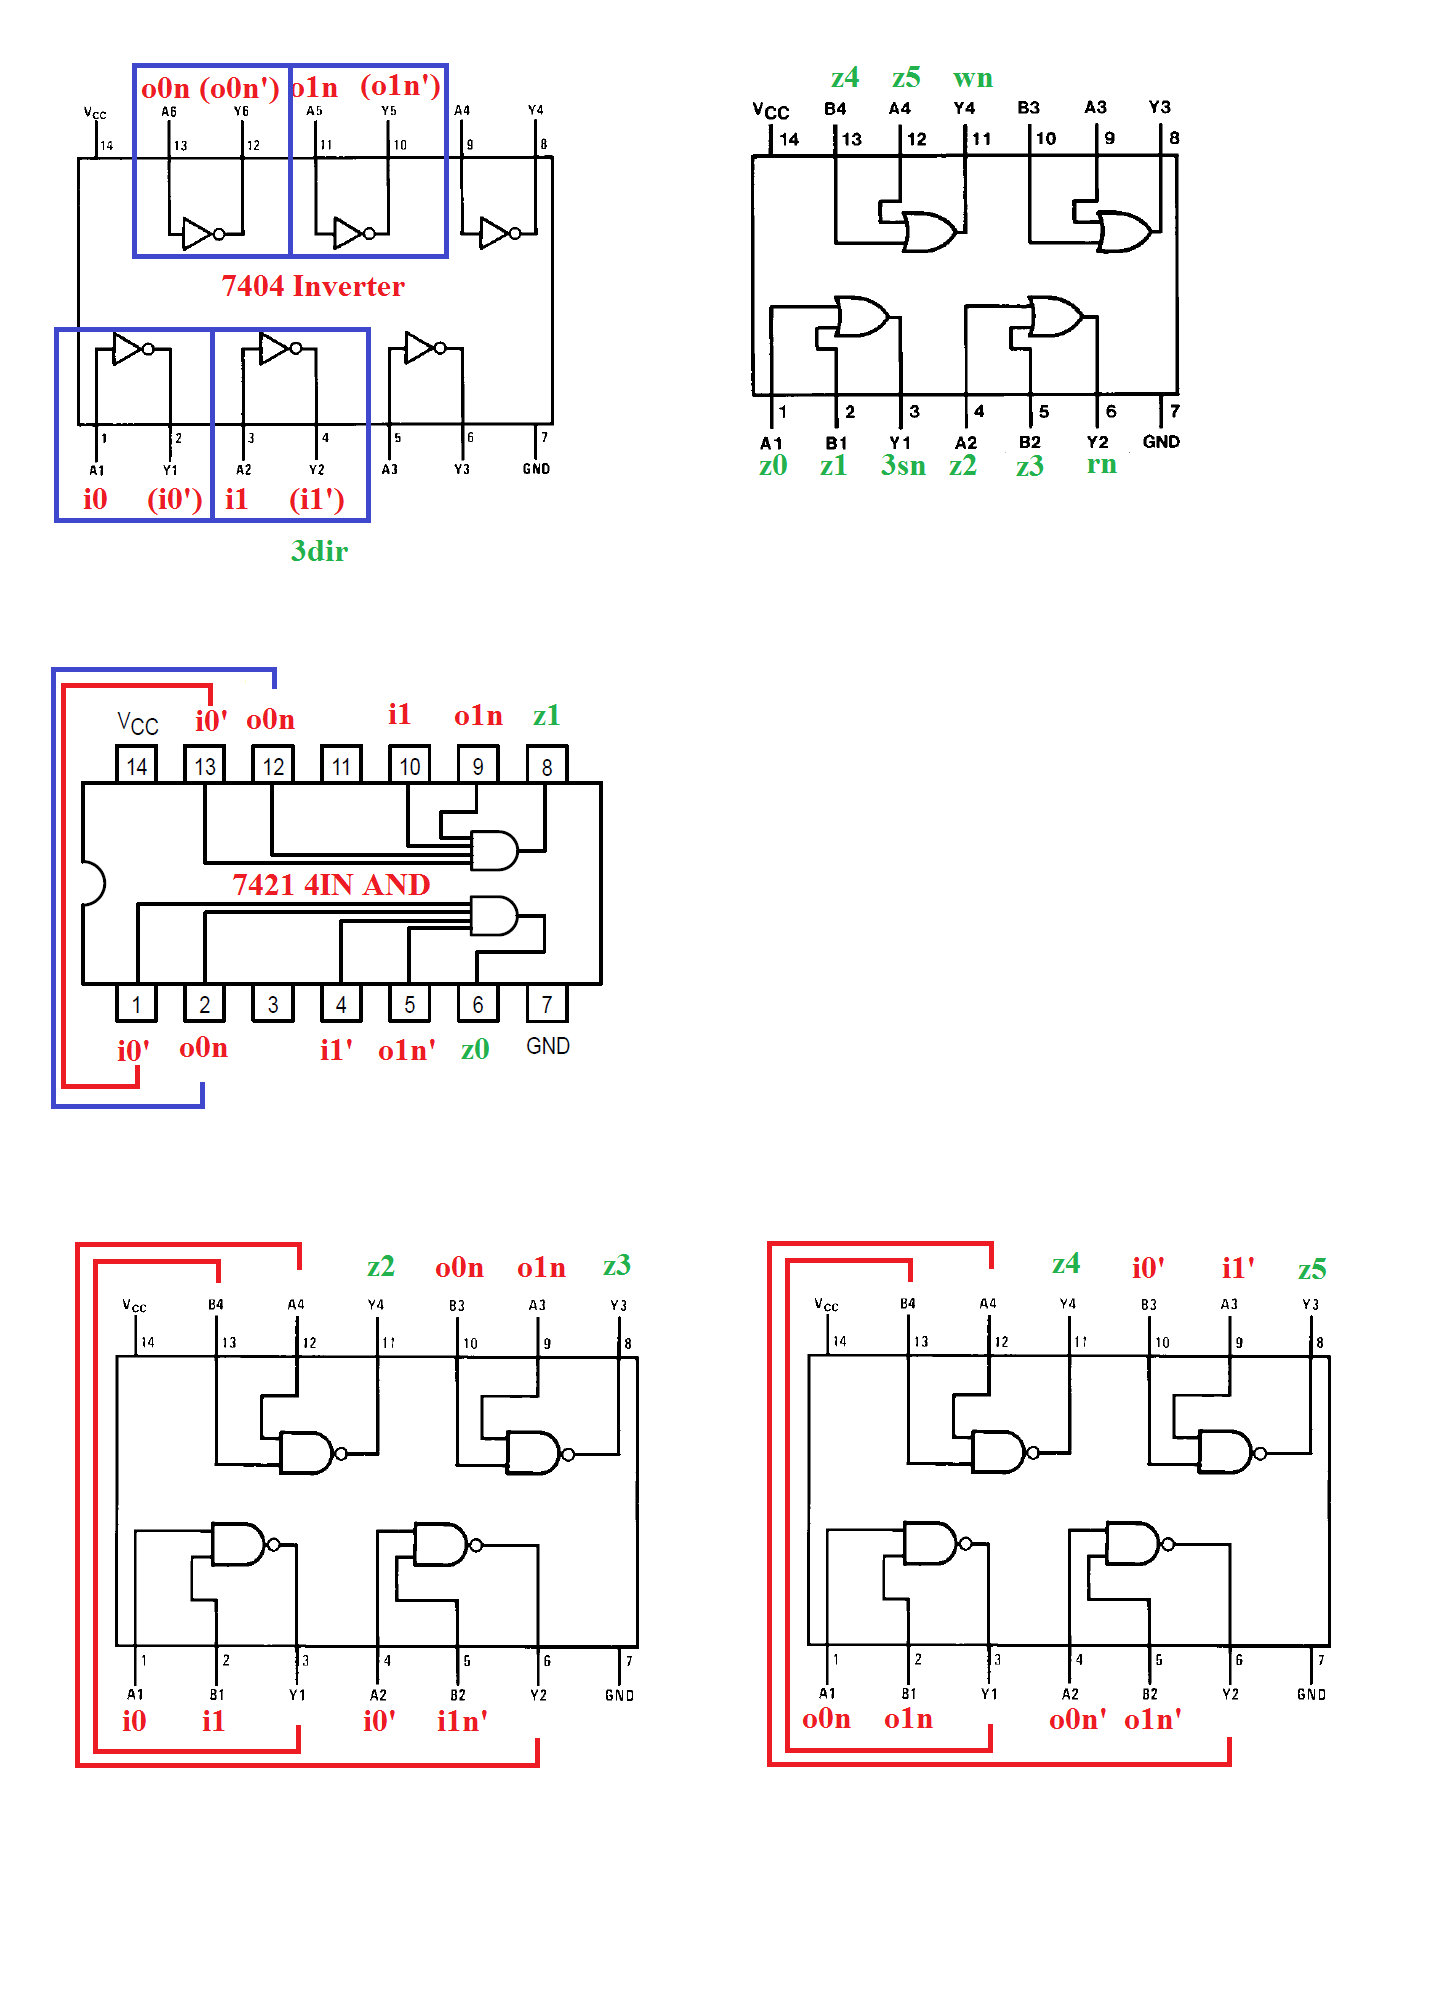 o0n (o0n') o1n (o1n')
VCC A6 Y6 A5 Y5 A4 Y4
14 13 12 11 10 9 8
7404 Inverter
1 2 3 4 5 6 7
A1 Y1 A2 Y2 A3 Y3 GND
i0 (i0') i1 (i1')
3dir
z4 z5 wn
VCC B4 A4 Y4 B3 A3 Y3
14 13 12 11 10 9 8
1 2 3 4 5 6 7
A1 B1 Y1 A2 B2 Y2 GND
z0 z1 3sn z2 z3 rn
VCC i0' o0n i1 o1n z1
14 13 12 11 10 9 8
7421 4IN AND
1 2 3 4 5 6 7
i0' o0n i1' o1n' z0 GND
z2 o0n o1n z3
VCC B4 A4 Y4 B3 A3 Y3
14 13 12 11 10 9 8
1 2 3 4 5 6 7
A1 B1 Y1 A2 B2 Y2 GND
i0 i1 i0' i1n'
z4 i0' i1' z5
VCC B4 A4 Y4 B3 A3 Y3
14 13 12 11 10 9 8
1 2 3 4 5 6 7
A1 B1 Y1 A2 B2 Y2 GND
o0n o1n o0n' o1n'